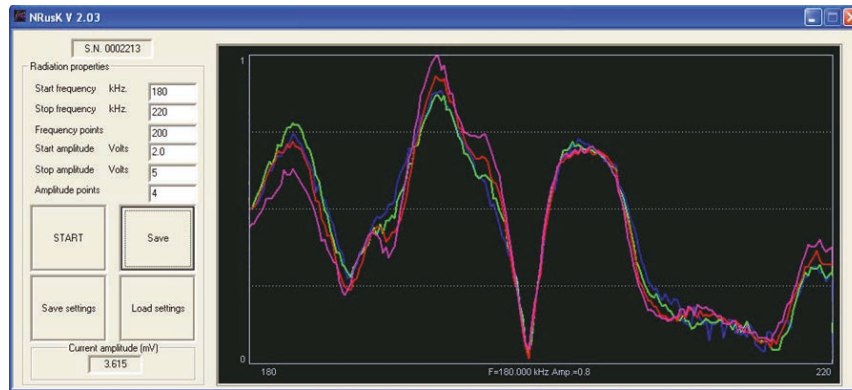 NRusK V 2.03
S.N. 0002213
Radiation properties
Start frequency kHz. 180
Stop frequency kHz. 220
Frequency points 200
Start amplitude Volts 2.0
Stop amplitude Volts 5
Amplitude points 4
START Save
Save settings Load settings
Current amplitude (mV)
3.615
1
0
180 F=180.000 kHz Amp.=0.8 220